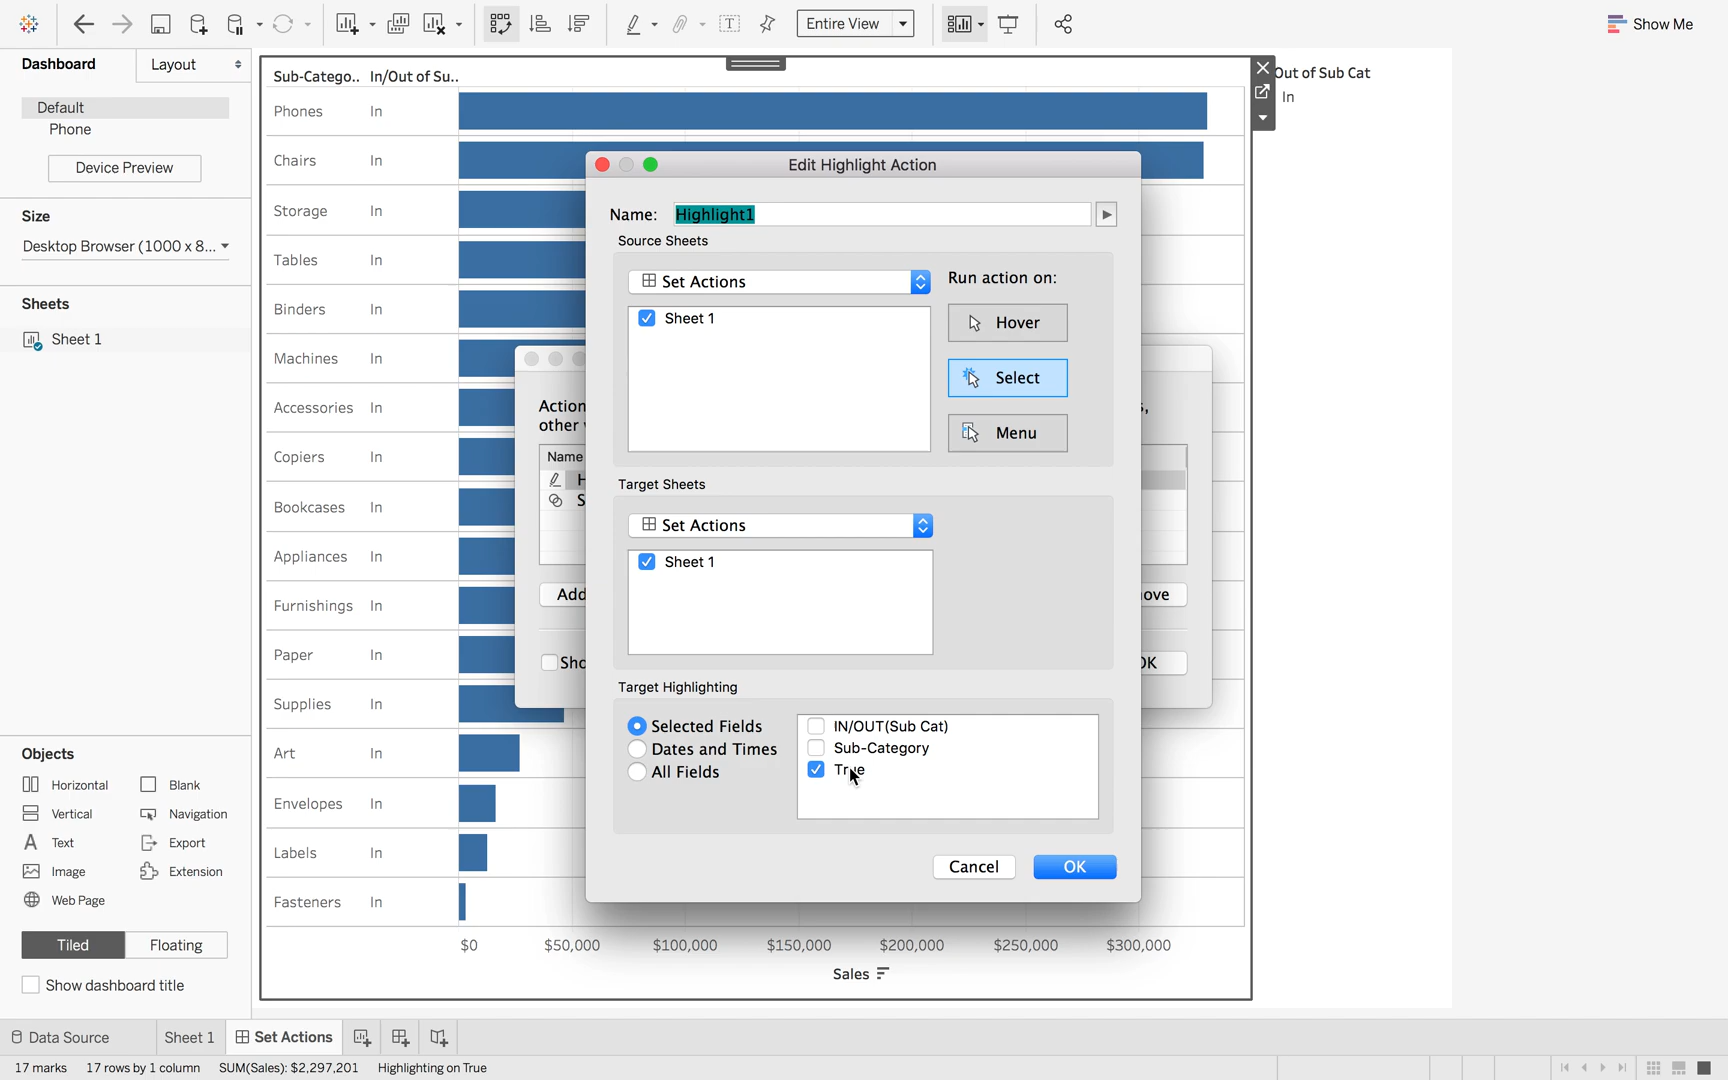 Entire View
Show Me
Dashboard
Layout
Default
Phone
Device Preview
Size
Desktop Browser (1000 x 8...
Sheets
Sheet 1
Objects
Horizontal
Blank
Vertical
Navigation
Text
Export
Image
Extension
Web Page
Tiled
Floating
Show dashboard title
Sub-Catego.. In/Out of Su..
Phones In
Chairs In
Storage In
Tables In
Binders In
Machines In
Accessories In
Copiers In
Bookcases In
Appliances In
Furnishings In
Paper In
Supplies In
Art In
Envelopes In
Labels In
Fasteners In
$0 $50,000 $100,000 $150,000 $200,000 $250,000 $300,000
Sales
Out of Sub Cat
In
Action
other
s,
Name
H
S
Add
ove
Sho
OK
Edit Highlight Action
Name: Highlight1
Source Sheets
Set Actions
Sheet 1
Run action on:
Hover
Select
Menu
Target Sheets
Set Actions
Sheet 1
Target Highlighting
Selected Fields
Dates and Times
All Fields
IN/OUT(Sub Cat)
Sub-Category
True
Cancel
OK
Data Source
Sheet 1
Set Actions
17 marks 17 rows by 1 column SUM(Sales): $2,297,201 Highlighting on True